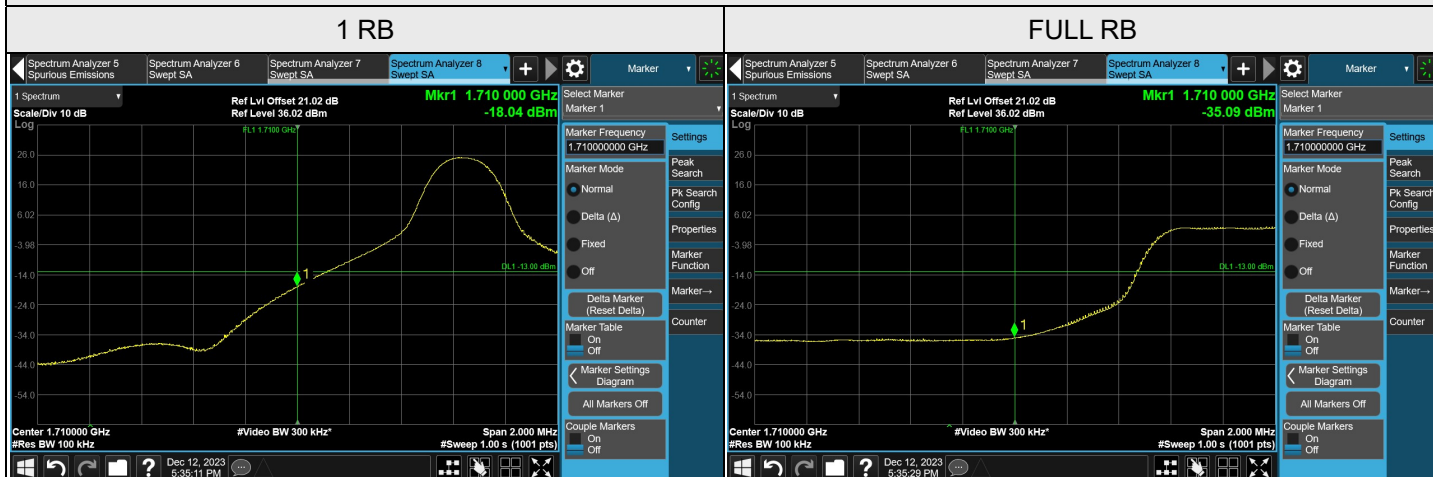 1 RB
FULL RB
Spectrum Analyzer 5
Spurious Emissions
Spectrum Analyzer 6
Swept SA
Spectrum Analyzer 7
Swept SA
Spectrum Analyzer 8
Swept SA
+
Marker
1 Spectrum
Scale/Div 10 dB
Log
Ref Lvl Offset 21.02 dB
Ref Level 36.02 dBm
Mkr1 1.710 000 GHz
-18.04 dBm
FL1 1.7100 GHz
26.0
16.0
6.02
-3.98
-14.0
-24.0
-34.0
-44.0
-54.0
DL1 -13.00 dBm
1
Center 1.710000 GHz
#Res BW 100 kHz
#Video BW 300 kHz*
Span 2.000 MHz
#Sweep 1.00 s (1001 pts)
Select Marker
Marker 1
Marker Frequency
1.710000000 GHz
Marker Mode
Normal
Delta (Δ)
Fixed
Off
Delta Marker
(Reset Delta)
Marker Table
On
Off
Marker Settings
Diagram
All Markers Off
Couple Markers
On
Off
Settings
Peak
Search
Pk Search
Config
Properties
Marker
Function
Marker→
Counter
?
Dec 12, 2023
5:35:11 PM
Spectrum Analyzer 5
Spurious Emissions
Spectrum Analyzer 6
Swept SA
Spectrum Analyzer 7
Swept SA
Spectrum Analyzer 8
Swept SA
+
Marker
1 Spectrum
Scale/Div 10 dB
Log
Ref Lvl Offset 21.02 dB
Ref Level 36.02 dBm
Mkr1 1.710 000 GHz
-35.09 dBm
FL1 1.7100 GHz
26.0
16.0
6.02
-3.98
-14.0
-24.0
-34.0
-44.0
-54.0
DL1 -13.00 dBm
1
Center 1.710000 GHz
#Res BW 100 kHz
#Video BW 300 kHz*
Span 2.000 MHz
#Sweep 1.00 s (1001 pts)
Select Marker
Marker 1
Marker Frequency
1.710000000 GHz
Marker Mode
Normal
Delta (Δ)
Fixed
Off
Delta Marker
(Reset Delta)
Marker Table
On
Off
Marker Settings
Diagram
All Markers Off
Couple Markers
On
Off
Settings
Peak
Search
Pk Search
Config
Properties
Marker
Function
Marker→
Counter
?
Dec 12, 2023
5:35:29 PM